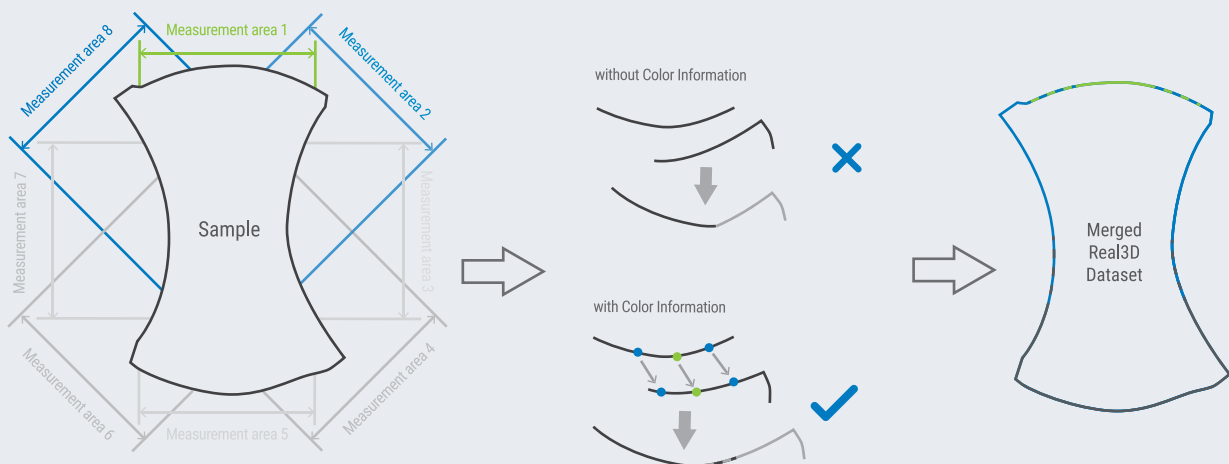 Measurement area 8
Measurement area 1
Measurement area 2
Measurement area 7
Sample
Measurement area 3
Measurement area 6
Measurement area 5
Measurement area 4
without Color Information
with Color Information
Merged
Real3D
Dataset